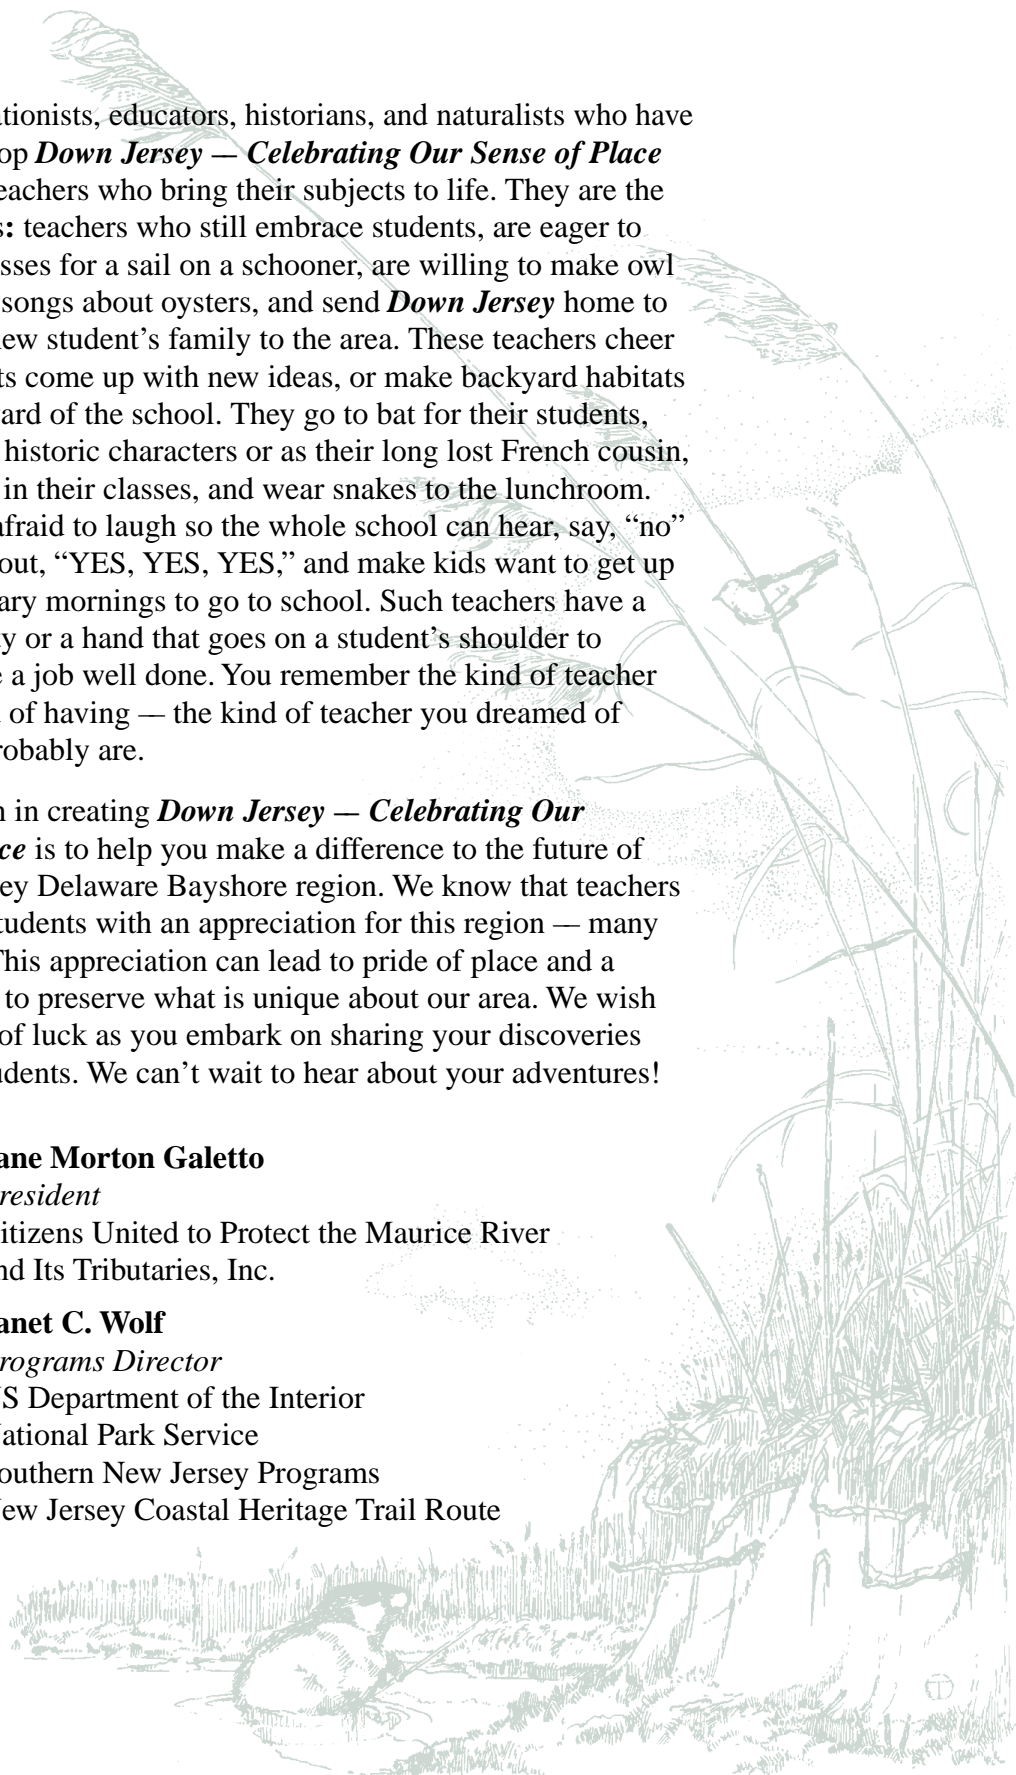 ationists, educators, historians, and naturalists who have
op Down Jersey — Celebrating Our Sense of Place
eachers who bring their subjects to life. They are the
s: teachers who still embrace students, are eager to
sses for a sail on a schooner, are willing to make owl
songs about oysters, and send Down Jersey home to
ew student’s family to the area. These teachers cheer
ts come up with new ideas, or make backyard habitats
ard of the school. They go to bat for their students,
historic characters or as their long lost French cousin,
in their classes, and wear snakes to the lunchroom.
afraid to laugh so the whole school can hear, say, “no”
out, “YES, YES, YES,” and make kids want to get up
ary mornings to go to school. Such teachers have a
y or a hand that goes on a student’s shoulder to
e a job well done. You remember the kind of teacher
of having — the kind of teacher you dreamed of
robably are.
n in creating Down Jersey — Celebrating Our
ce is to help you make a difference to the future of
ey Delaware Bayshore region. We know that teachers
tudents with an appreciation for this region — many
This appreciation can lead to pride of place and a
to preserve what is unique about our area. We wish
of luck as you embark on sharing your discoveries
udents. We can’t wait to hear about your adventures!
ane Morton Galetto
resident
itizens United to Protect the Maurice River
nd Its Tributaries, Inc.
anet C. Wolf
rograms Director
S Department of the Interior
ational Park Service
outhern New Jersey Programs
ew Jersey Coastal Heritage Trail Route